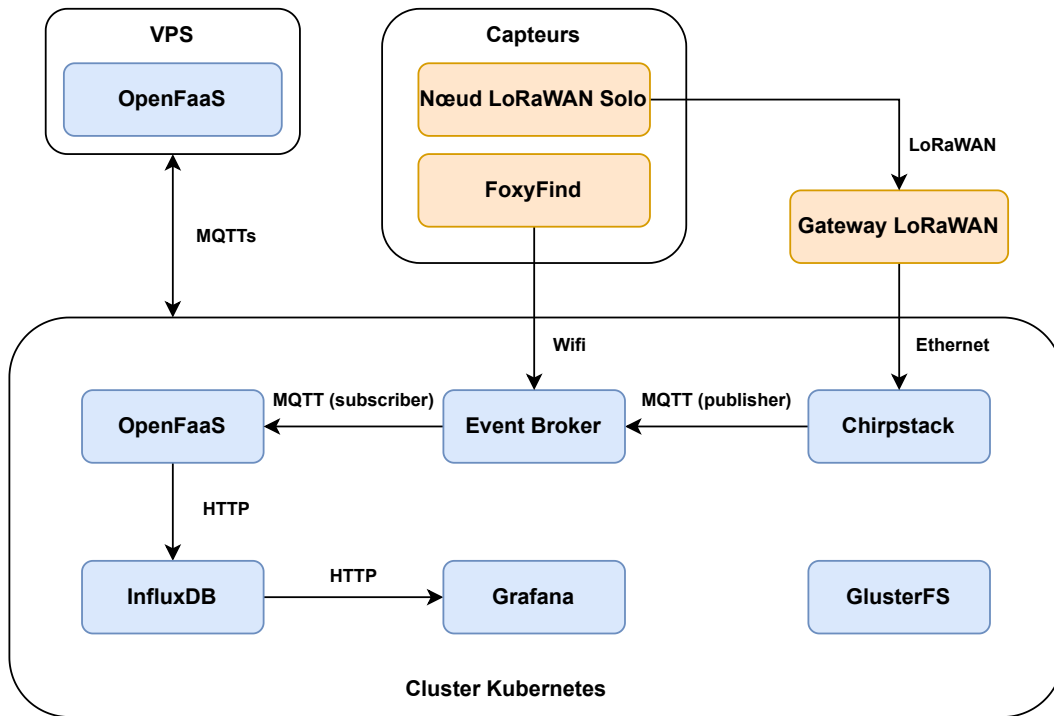 VPS
OpenFaaS
Capteurs
Nœud LoRaWAN Solo
FoxyFind
LoRaWAN
Gateway LoRaWAN
MQTTs
Wifi
Ethernet
OpenFaaS
MQTT (subscriber)
Event Broker
MQTT (publisher)
Chirpstack
HTTP
InfluxDB
HTTP
Grafana
GlusterFS
Cluster Kubernetes